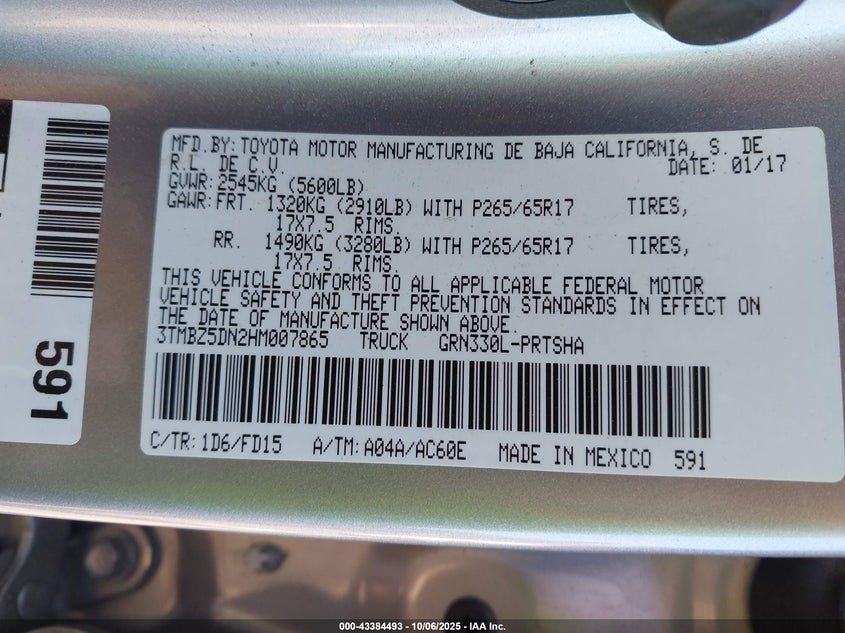 MFD.BY:TOYOTA MOTOR MANUFACTURING DE BAJA CALIFORNIA, S. DE
R.L. DE C.V. DATE: 01/17
GVWR:2545KG (5600LB)
GAWR:FRT. 1320KG (2910LB) WITH P265/65R17 TIRES,
17X7.5 RIMS.
RR. 1490KG (3280LB) WITH P265/65R17 TIRES,
17X7.5 RIMS.
THIS VEHICLE CONFORMS TO ALL APPLICABLE FEDERAL MOTOR
VEHICLE SAFETY AND THEFT PREVENTION STANDARDS IN EFFECT ON
THE DATE OF MANUFACTURE SHOWN ABOVE.
3TMBZ5DN2HM007865 TRUCK GRN330L-PRTSHA
C/TR:1D6/FD15 A/TM:A04A/AC60E MADE IN MEXICO 591
591
000-43384493 - 10/06/2025 - IAA Inc.